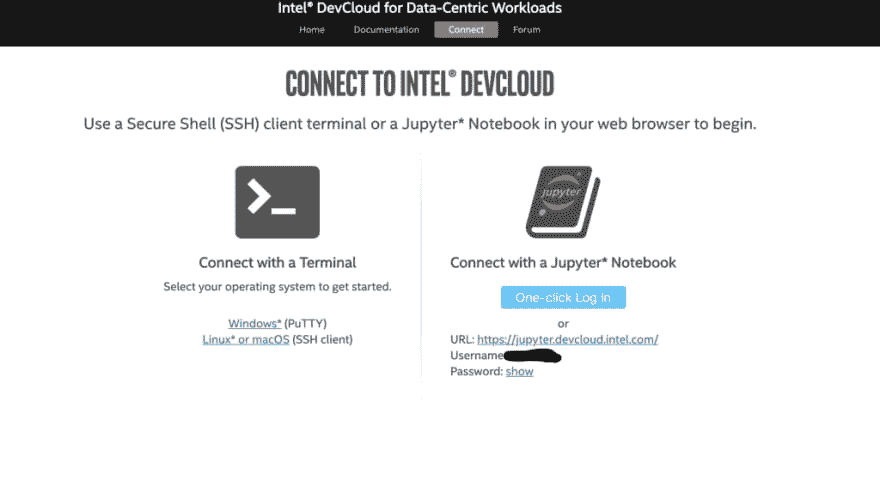 Intel® DevCloud for Data-Centric Workloads
Home Documentation Connect Forum
CONNECT TO INTEL® DEVCLOUD
Use a Secure Shell (SSH) client terminal or a Jupyter* Notebook in your web browser to begin.
>_
Connect with a Terminal
Select your operating system to get started.
Windows* (PuTTY)
Linux* or macOS (SSH client)
jupyter
Connect with a Jupyter* Notebook
One-click Log In
or
URL: https://jupyter.devcloud.intel.com/
Username
Password: show